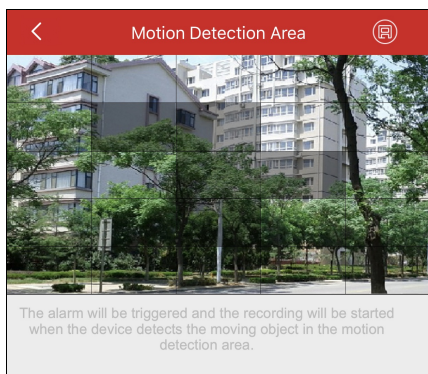 Motion Detection Area
The alarm will be triggered and the recording will be started
when the device detects the moving object in the motion
detection area.